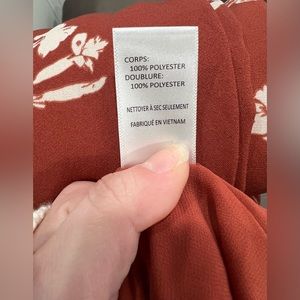 CORPS:
100% POLYESTER
DOUBLURE:
100% POLYESTER
NETTOYER À SEC SEULEMENT
FABRIQUÉ EN VIETNAM